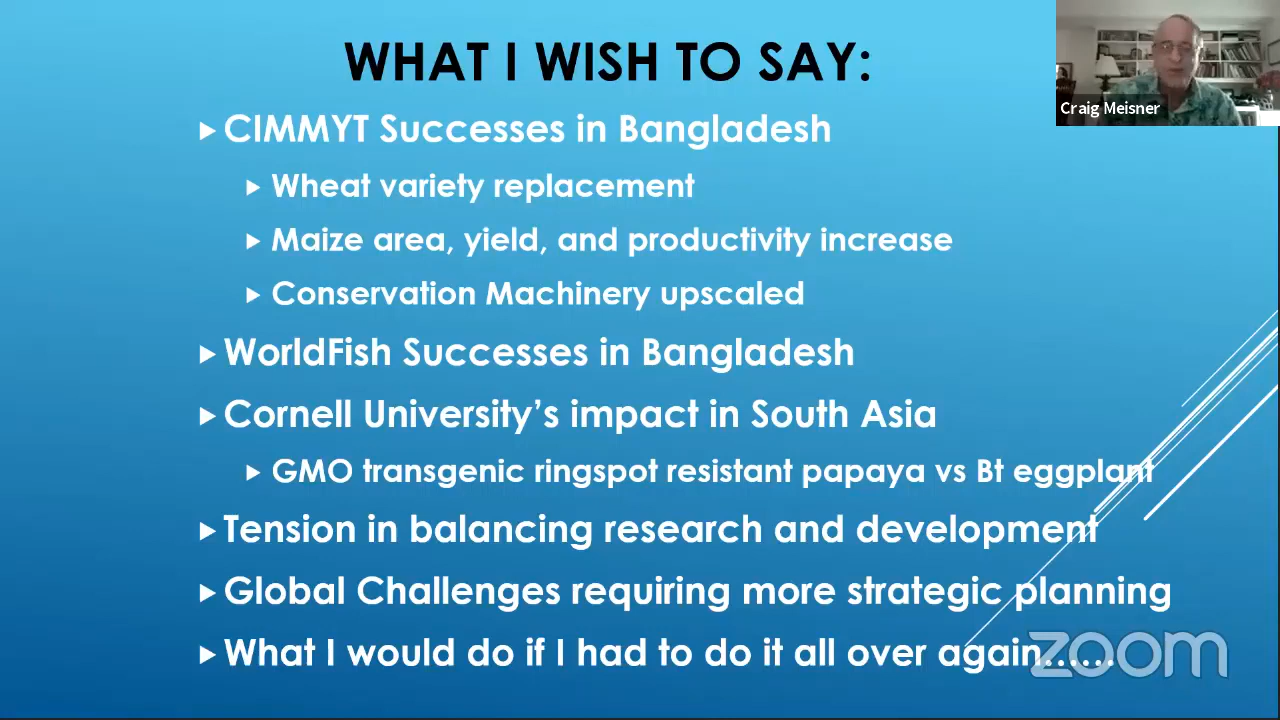 WHAT I WISH TO SAY:
Craig Meisner
CIMMYT Successes in Bangladesh
Wheat variety replacement
Maize area, yield, and productivity increase
Conservation Machinery upscaled
WorldFish Successes in Bangladesh
Cornell University’s impact in South Asia
GMO transgenic ringspot resistant papaya vs Bt eggplant
Tension in balancing research and development
Global Challenges requiring more strategic planning
What I would do if I had to do it all over again......
zoom